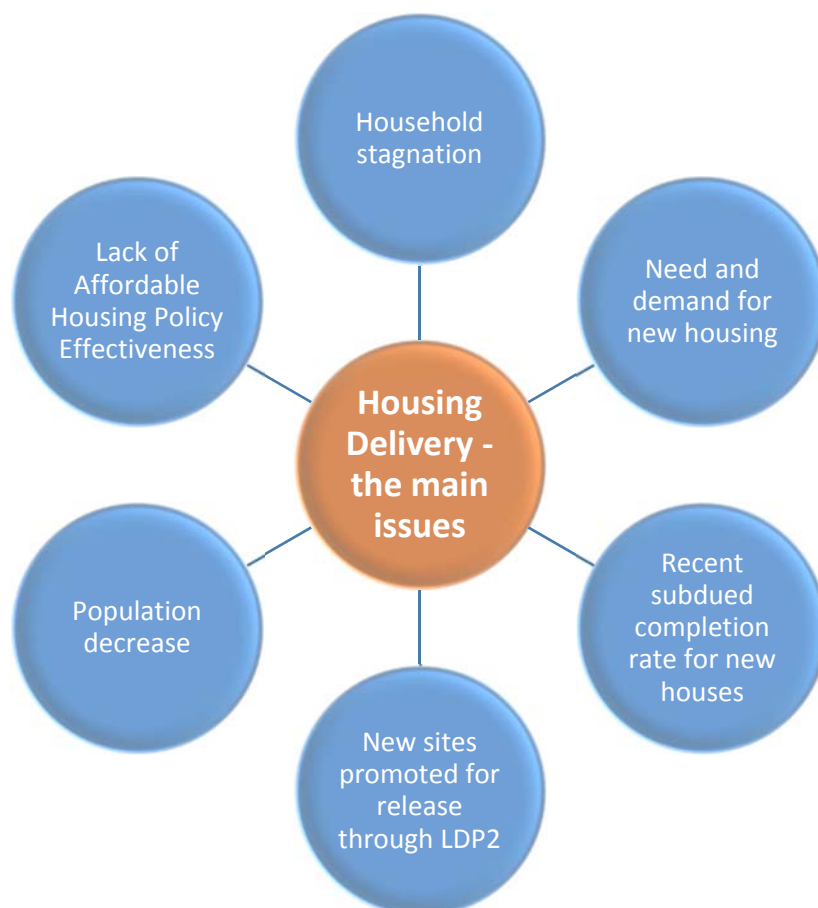 Household
stagnation
Need and
demand for
new housing
Recent
subdued
completion
rate for new
houses
New sites
promoted for
release
through LDP2
Population
decrease
Lack of
Affordable
Housing Policy
Effectiveness
Housing
Delivery -
the main
issues